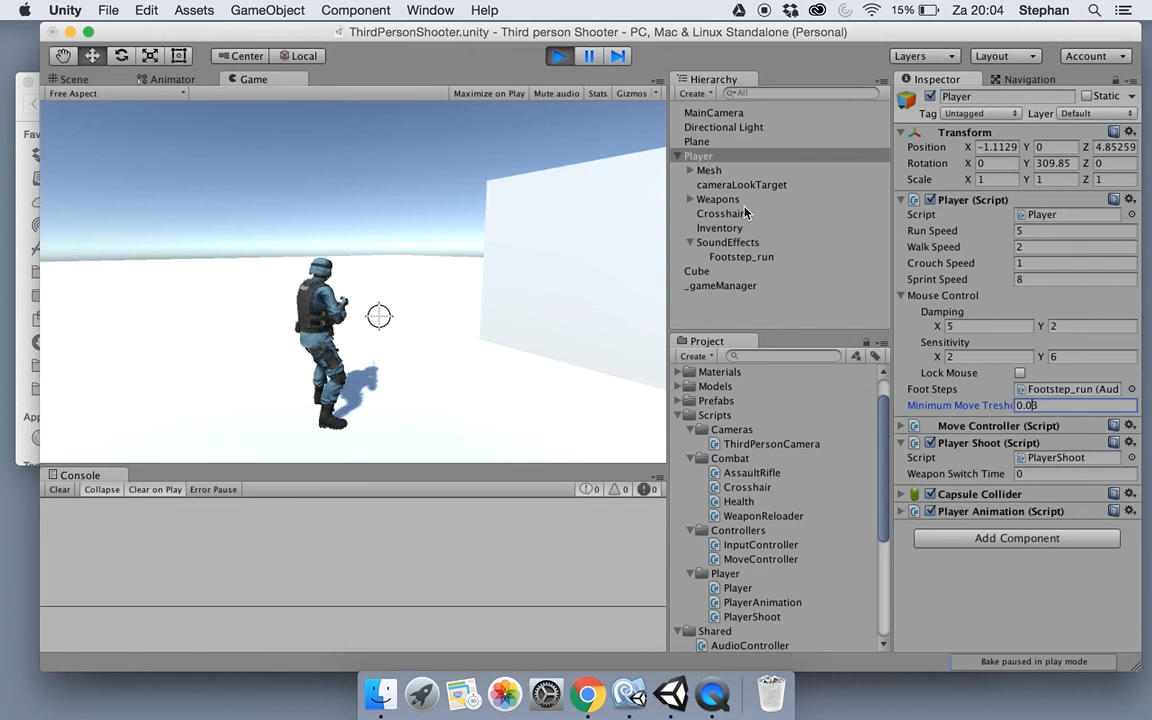 Unity File Edit Assets GameObject Component Window Help 15% Za 20:04 Stephan
ThirdPersonShooter.unity - Third person Shooter - PC, Mac & Linux Standalone (Personal)
Center Local Layers Layout Account
Scene Animator Game
Free Aspect Maximize on Play Mute audio Stats Gizmos
Fav
App
Hierarchy
Create All
MainCamera
Directional Light
Plane
Player
Mesh
cameraLookTarget
Weapons
Crosshair
Inventory
SoundEffects
Footstep_run
Cube
_gameManager
Project
Create
Materials
Models
Prefabs
Scripts
Cameras
ThirdPersonCamera
Combat
AssaultRifle
Crosshair
Health
WeaponReloader
Controllers
InputController
MoveController
Player
Player
PlayerAnimation
PlayerShoot
Shared
AudioController
Inspector Navigation
Player Static
Tag Untagged Layer Default
Transform
Position X -1.1129 Y 0 Z 4.85259
Rotation X 0 Y 309.85 Z 0
Scale X 1 Y 1 Z 1
Player (Script)
Script Player
Run Speed 5
Walk Speed 2
Crouch Speed 1
Sprint Speed 8
Mouse Control
Damping
X 5 Y 2
Sensitivity
X 2 Y 6
Lock Mouse
Foot Steps Footstep_run (Aud
Minimum Move Tresho 0.03
Move Controller (Script)
Player Shoot (Script)
Script PlayerShoot
Weapon Switch Time 0
Capsule Collider
Player Animation (Script)
Add Component
Bake paused in play mode
Console
Clear Collapse Clear on Play Error Pause 0 0 0